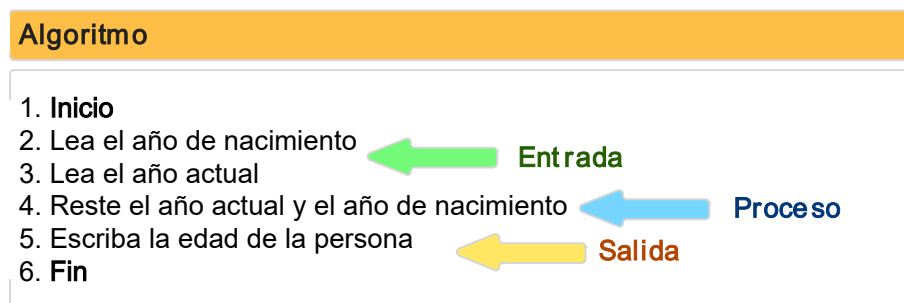 Algoritmo
1. Inicio
2. Lea el año de nacimiento
Entrada
3. Lea el año actual
4. Reste el año actual y el año de nacimiento
Proceso
5. Escriba la edad de la persona
Salida
6. Fin